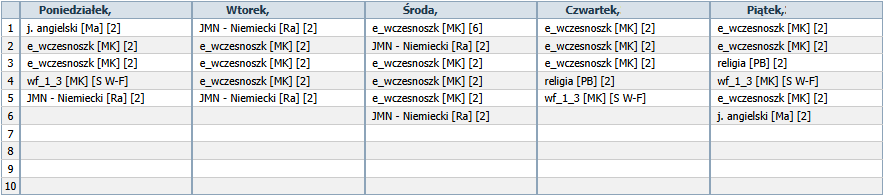 Poniedziałek, Wtorek, Środa, Czwartek, Piątek,
1 j. angielski [Ma] [2] JMN - Niemiecki [Ra] [2] e_wczesnoszk [MK] [6] e_wczesnoszk [MK] [2] e_wczesnoszk [MK] [2]
2 e_wczesnoszk [MK] [2] e_wczesnoszk [MK] [2] JMN - Niemiecki [Ra] [2] e_wczesnoszk [MK] [2] e_wczesnoszk [MK] [2]
3 e_wczesnoszk [MK] [2] e_wczesnoszk [MK] [2] e_wczesnoszk [MK] [2] e_wczesnoszk [MK] [2] religia [PB] [2]
4 wf_1_3 [MK] [S W-F] e_wczesnoszk [MK] [2] e_wczesnoszk [MK] [2] religia [PB] [2] wf_1_3 [MK] [S W-F]
5 JMN - Niemiecki [Ra] [2] JMN - Niemiecki [Ra] [2] e_wczesnoszk [MK] [2] wf_1_3 [MK] [S W-F] e_wczesnoszk [MK] [2]
6 JMN - Niemiecki [Ra] [2] j. angielski [Ma] [2]
7
8
9
10